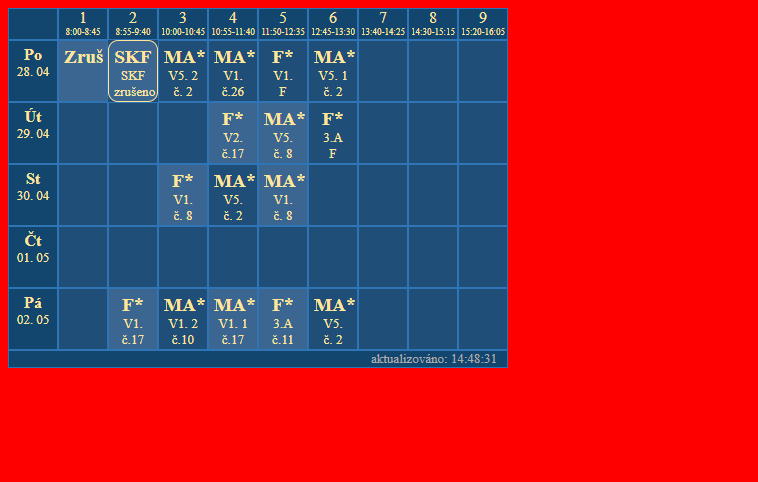 1 2 3 4 5 6 7 8 9
8:00-8:45 8:55-9:40 10:00-10:45 10:55-11:40 11:50-12:35 12:45-13:30 13:40-14:25 14:30-15:15 15:20-16:05
Po Zruš SKF MA* MA* F* MA*
28. 04 SKF V5. 2 V1. V1. V5. 1
zrušeno č. 2 č.26 F č. 2
Út F* MA* F*
29. 04 V2. V5. 3.A
č.17 č. 8 F
St F* MA* MA*
30. 04 V1. V5. V1.
č. 8 č. 2 č. 8
Čt
01. 05
Pá F* MA* MA* F* MA*
02. 05 V1. V1. 2 V1. 1 3.A V5.
č.17 č.10 č.17 č.11 č. 2
aktualizováno: 14:48:31